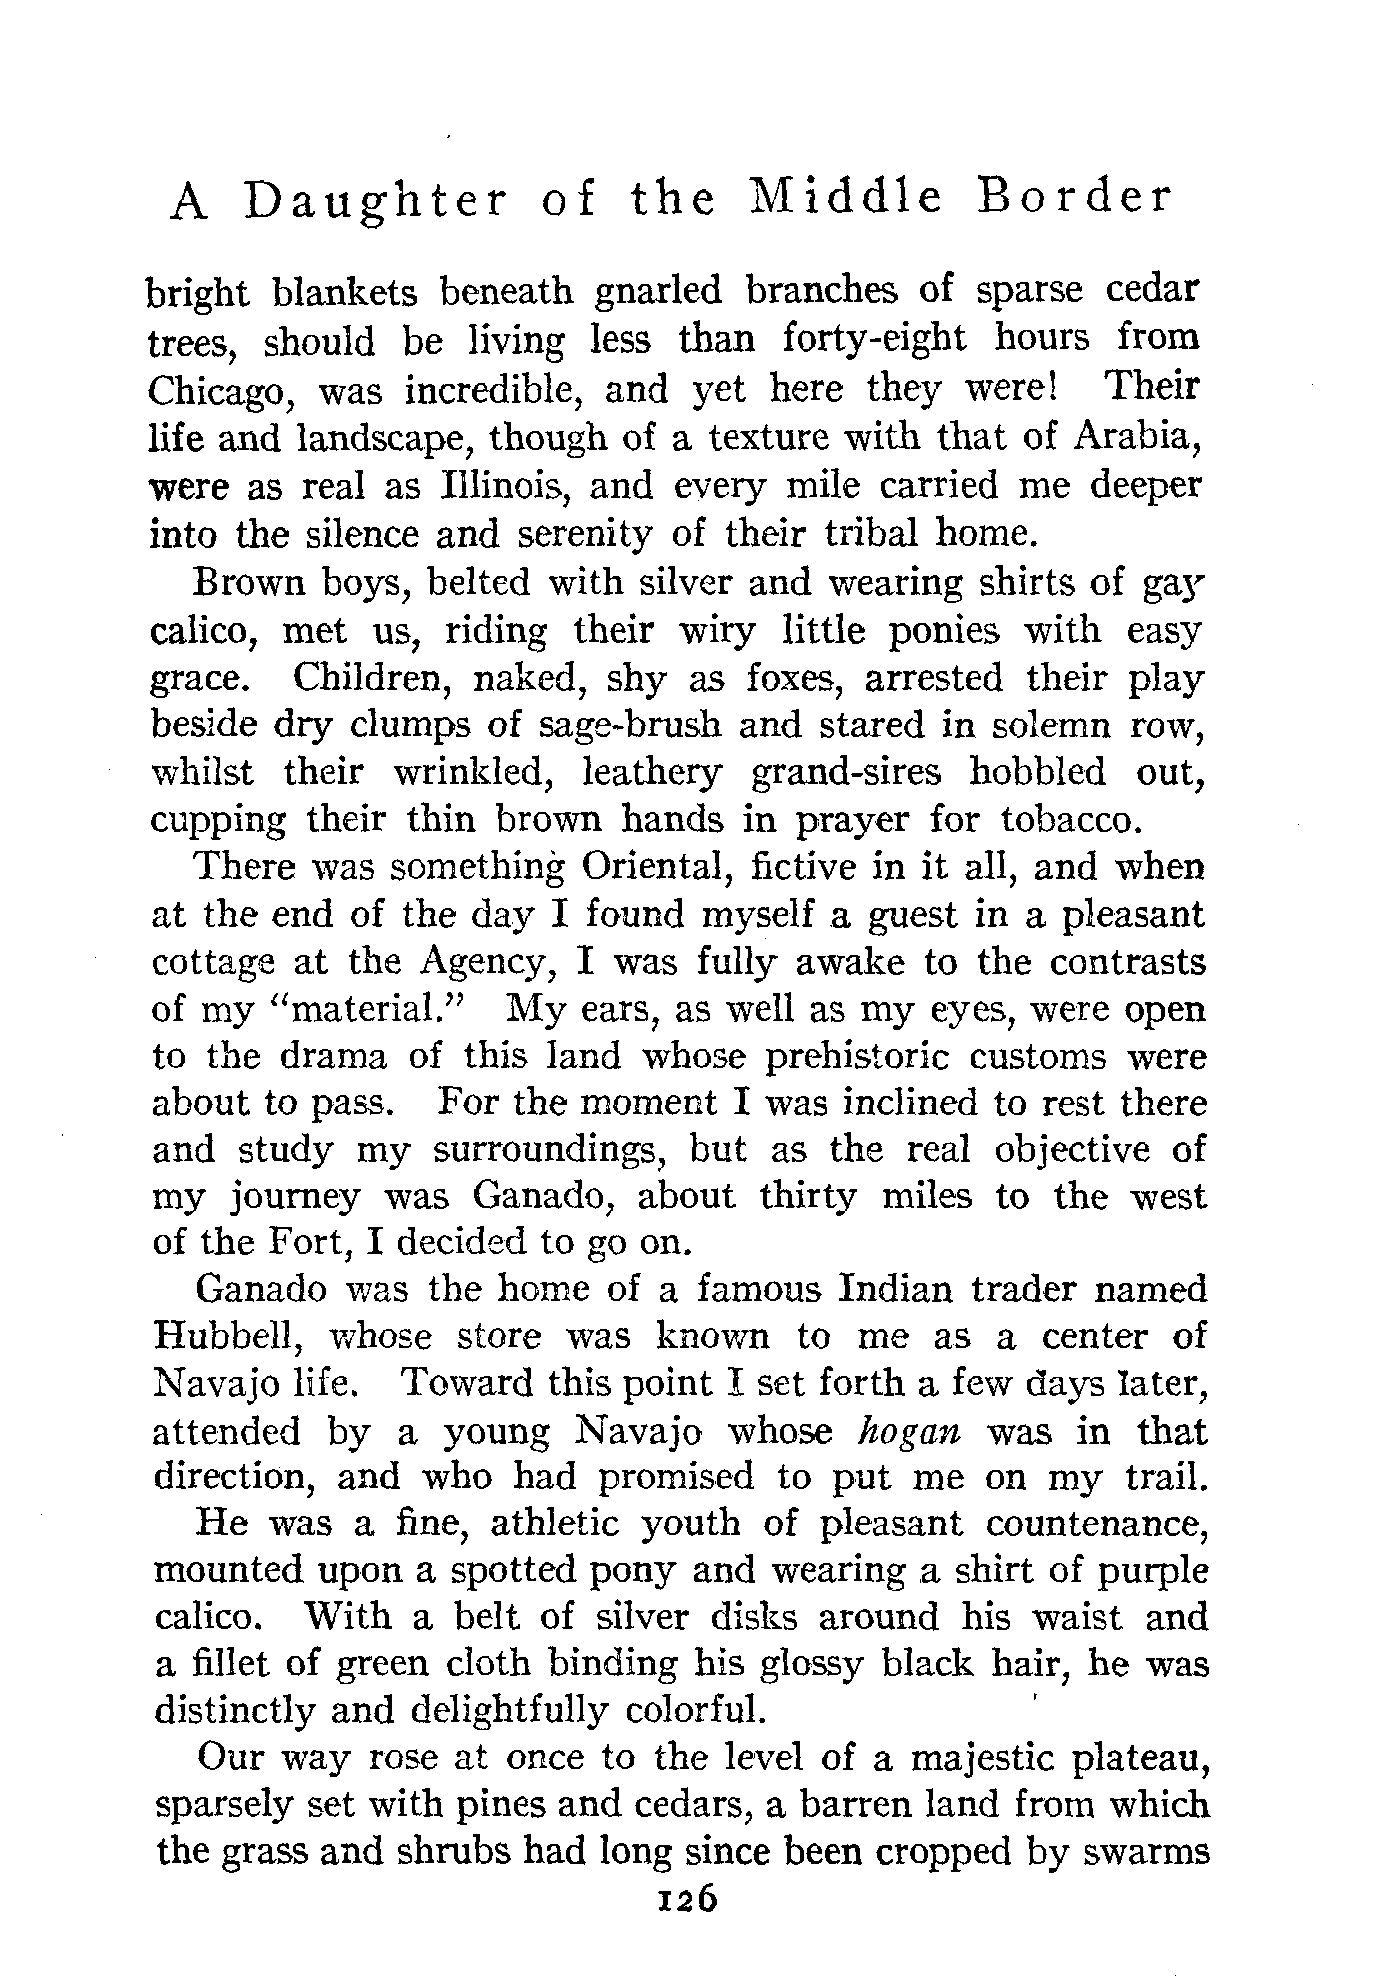 A Daughter of the Middle Border
bright blankets beneath gnarled branches of sparse cedar
trees, should be living less than forty-eight hours from
Chicago, was incredible, and yet here they were! Their
life and landscape, though of a texture with that of Arabia,
were as real as Illinois, and every mile carried me deeper
into the silence and serenity of their tribal home.
Brown boys, belted with silver and wearing shirts of gay
calico, met us, riding their wiry little ponies with easy
grace. Children, naked, shy as foxes, arrested their play
beside dry clumps of sage-brush and stared in solemn row,
whilst their wrinkled, leathery grand-sires hobbled out,
cupping their thin brown hands in prayer for tobacco.
There was something Oriental, fictive in it all, and when
at the end of the day I found myself a guest in a pleasant
cottage at the Agency, I was fully awake to the contrasts
of my "material." My ears, as well as my eyes, were open
to the drama of this land whose prehistoric customs were
about to pass. For the moment I was inclined to rest there
and study my surroundings, but as the real objective of
my journey was Ganado, about thirty miles to the west
of the Fort, I decided to go on.
Ganado was the home of a famous Indian trader named
Hubbell, whose store was known to me as a center of
Navajo life. Toward this point I set forth a few days later,
attended by a young Navajo whose hogan was in that
direction, and who had promised to put me on my trail.
He was a fine, athletic youth of pleasant countenance,
mounted upon a spotted pony and wearing a shirt of purple
calico. With a belt of silver disks around his waist and
a fillet of green cloth binding his glossy black hair, he was
distinctly and delightfully colorful.
Our way rose at once to the level of a majestic plateau,
sparsely set with pines and cedars, a barren land from which
the grass and shrubs had long since been cropped by swarms
126